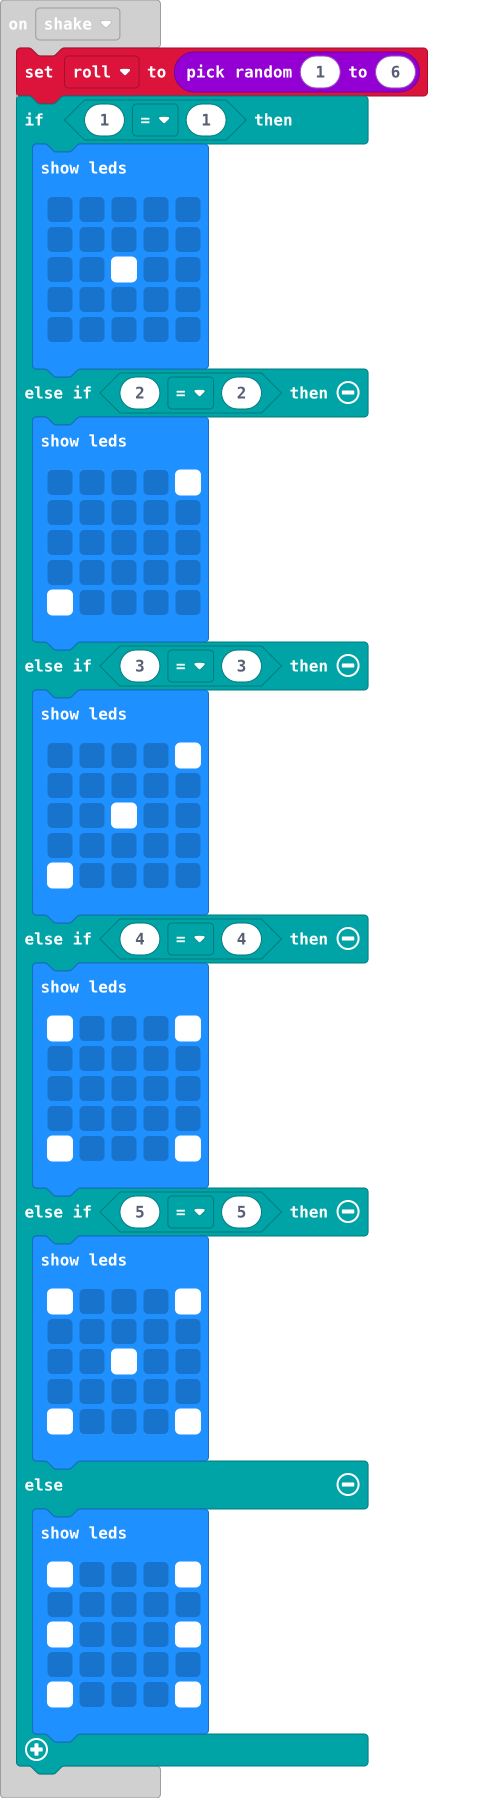 on shake
set roll to pick random 1 to 6
if 1 = 1 then
show leds
else if 2 = 2 then
show leds
else if 3 = 3 then
show leds
else if 4 = 4 then
show leds
else if 5 = 5 then
show leds
else
show leds